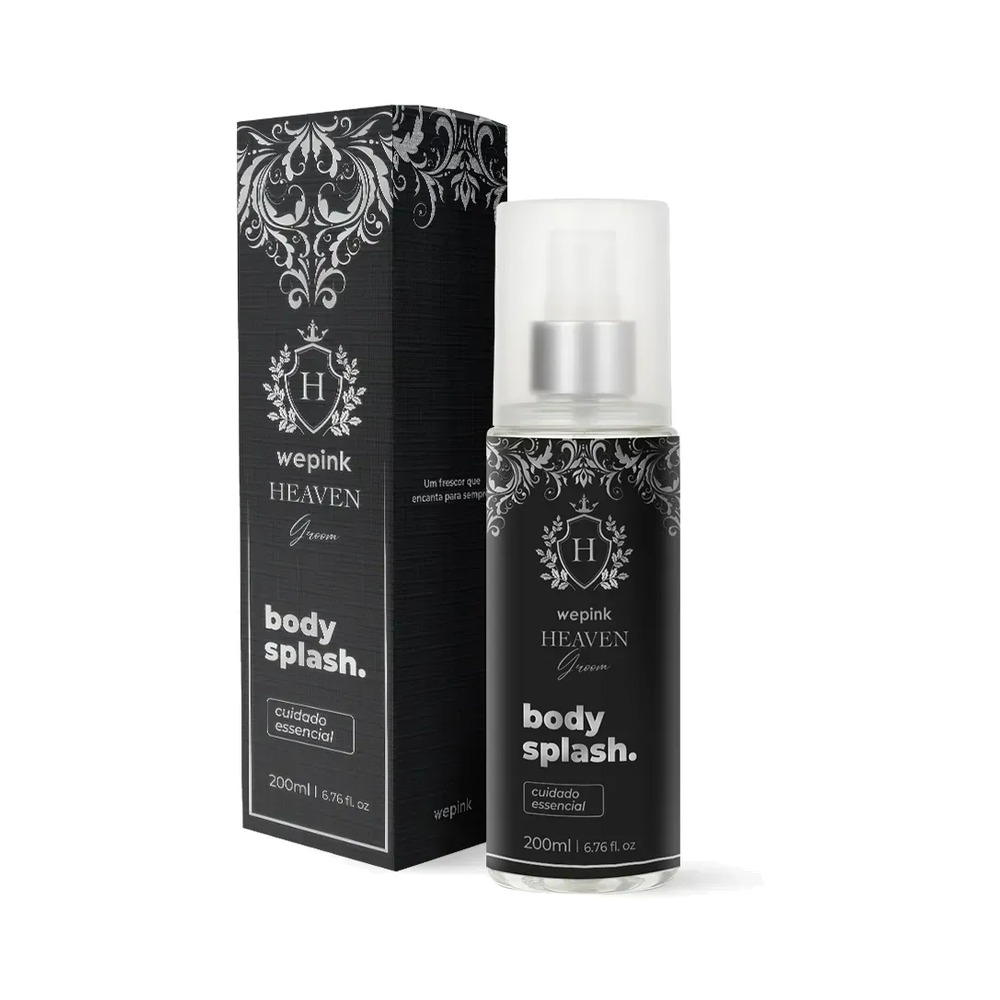 H
wepink
HEAVEN
Groom
body
splash.
cuidado
essencial
200ml | 6.76 fl. oz
Um frescor que
encanta para sempre
wepink
H
wepink
HEAVEN
Groom
body
splash.
cuidado
essencial
200ml | 6.76 fl. oz